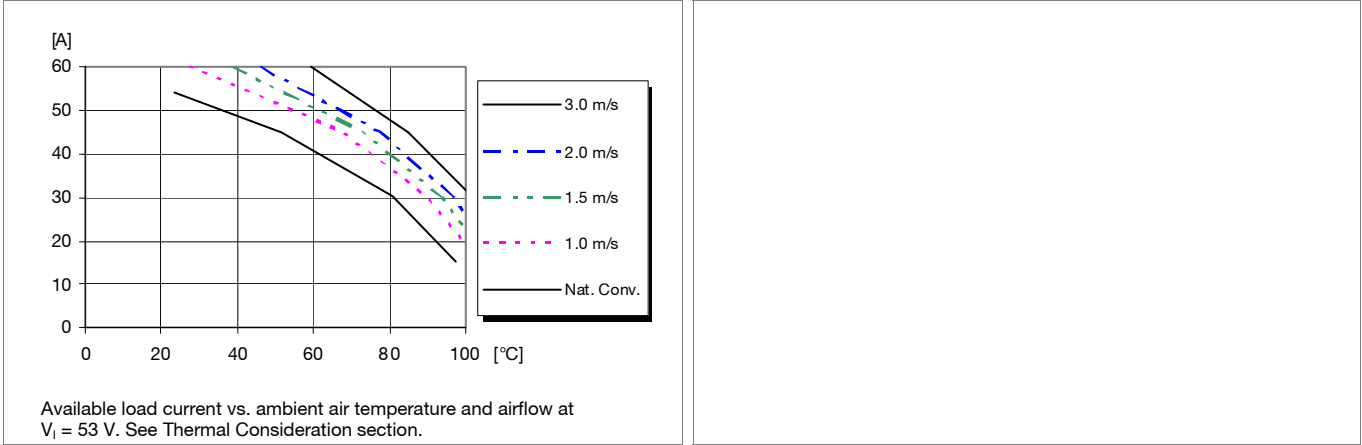 [A]
60
50
40
30
20
10
0
0 20 40 60 80 100 [°C]
3.0 m/s
2.0 m/s
1.5 m/s
1.0 m/s
Nat. Conv.
Available load current vs. ambient air temperature and airflow at
VI = 53 V. See Thermal Consideration section.